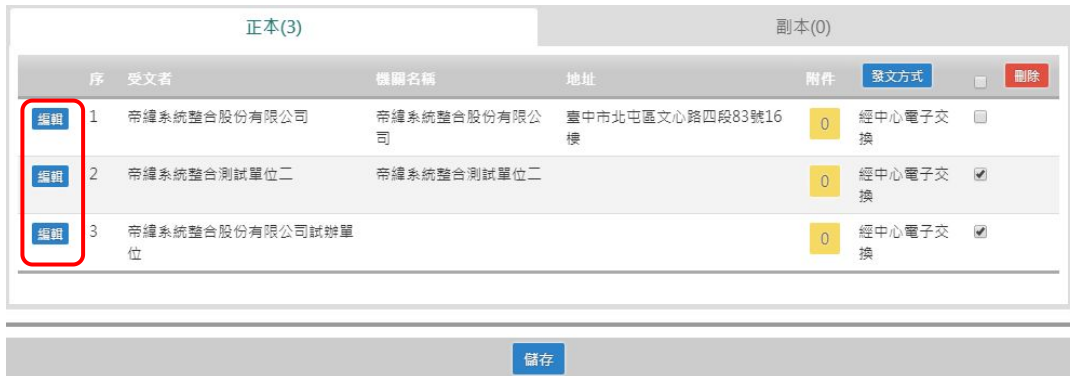 正本(3) 副本(0)
序 受文者 機關名稱 地址 附件 發文方式 刪除
編輯 1 帝緯系統整合股份有限公司 帝緯系統整合股份有限公 臺中市北屯區文心路四段83號16 0 經中心電子交
司 樓 換
編輯 2 帝緯系統整合測試單位二 帝緯系統整合測試單位二 0 經中心電子交
換
編輯 3 帝緯系統整合股份有限公司試辦單 0 經中心電子交
位 換
儲存